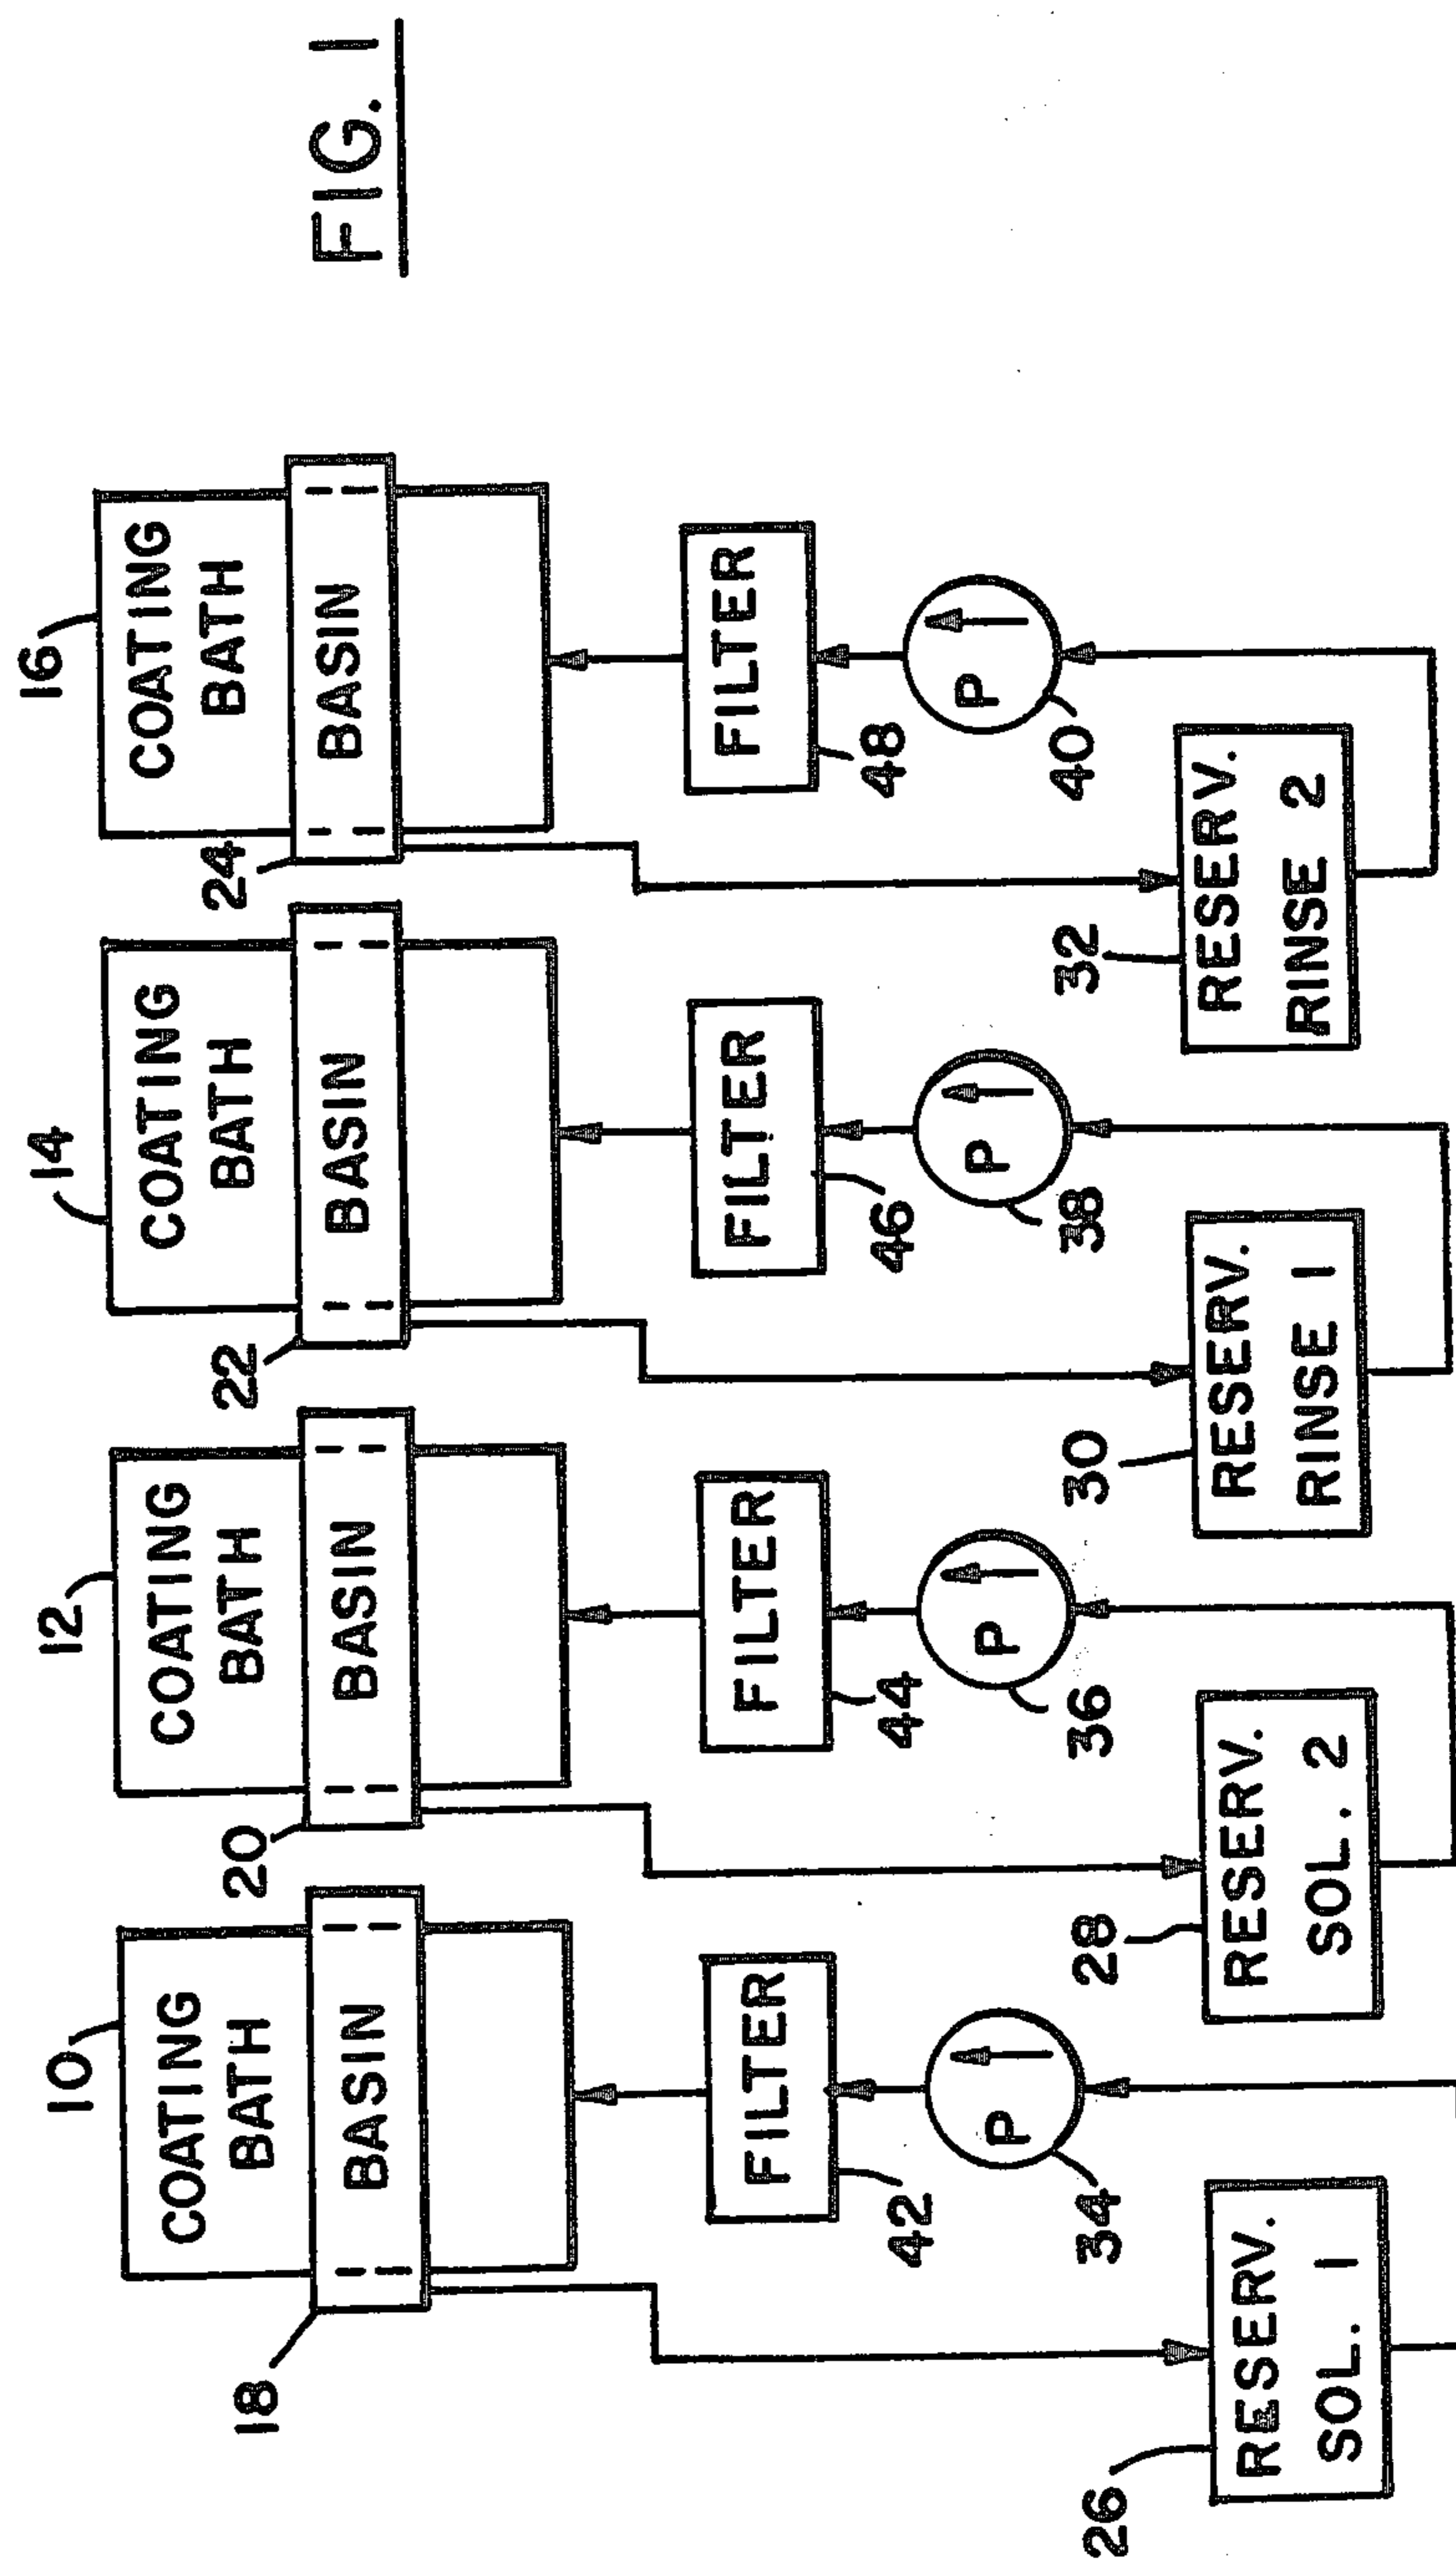 FIG. 1
10
12
14
16
COATING
BATH
COATING
BATH
COATING
BATH
COATING
BATH
18
20
22
24
BASIN
BASIN
BASIN
BASIN
FILTER
FILTER
FILTER
FILTER
42
44
46
48
P
P
P
P
34
36
38
40
26
28
30
32
RESERV.
SOL. 1
RESERV.
SOL. 2
RESERV.
RINSE 1
RESERV.
RINSE 2